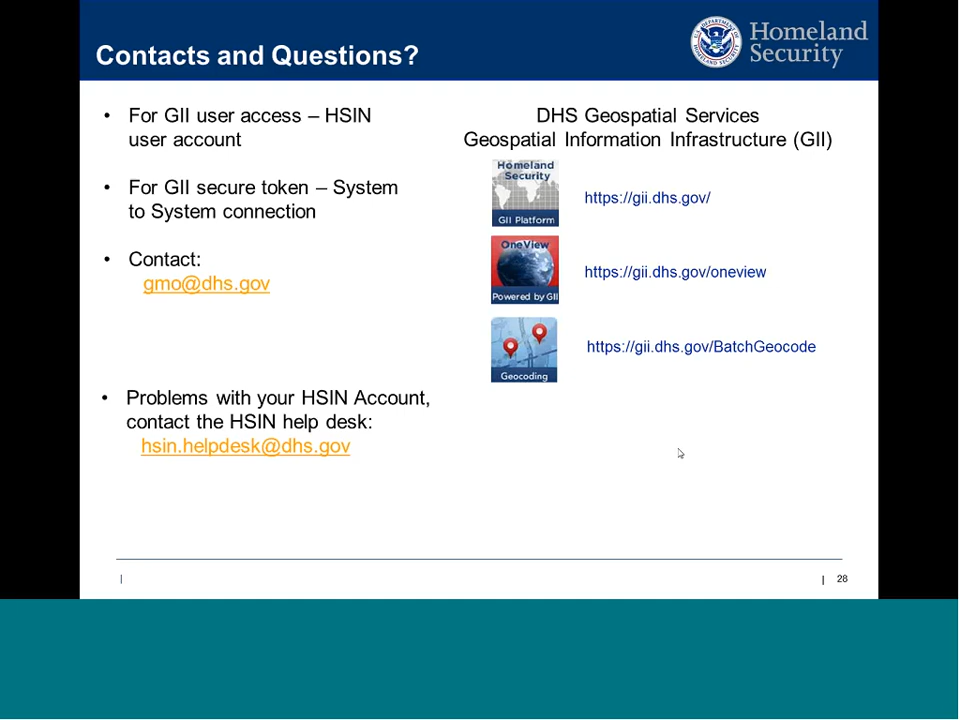 Contacts and Questions?
Homeland
Security
• For GII user access – HSIN
user account
• For GII secure token – System
to System connection
• Contact:
gmo@dhs.gov
• Problems with your HSIN Account,
contact the HSIN help desk:
hsin.helpdesk@dhs.gov
DHS Geospatial Services
Geospatial Information Infrastructure (GII)
Homeland
Security
GII Platform
https://gii.dhs.gov/
OneView
Powered by GII
https://gii.dhs.gov/oneview
Geocoding
https://gii.dhs.gov/BatchGeocode
|
| 28